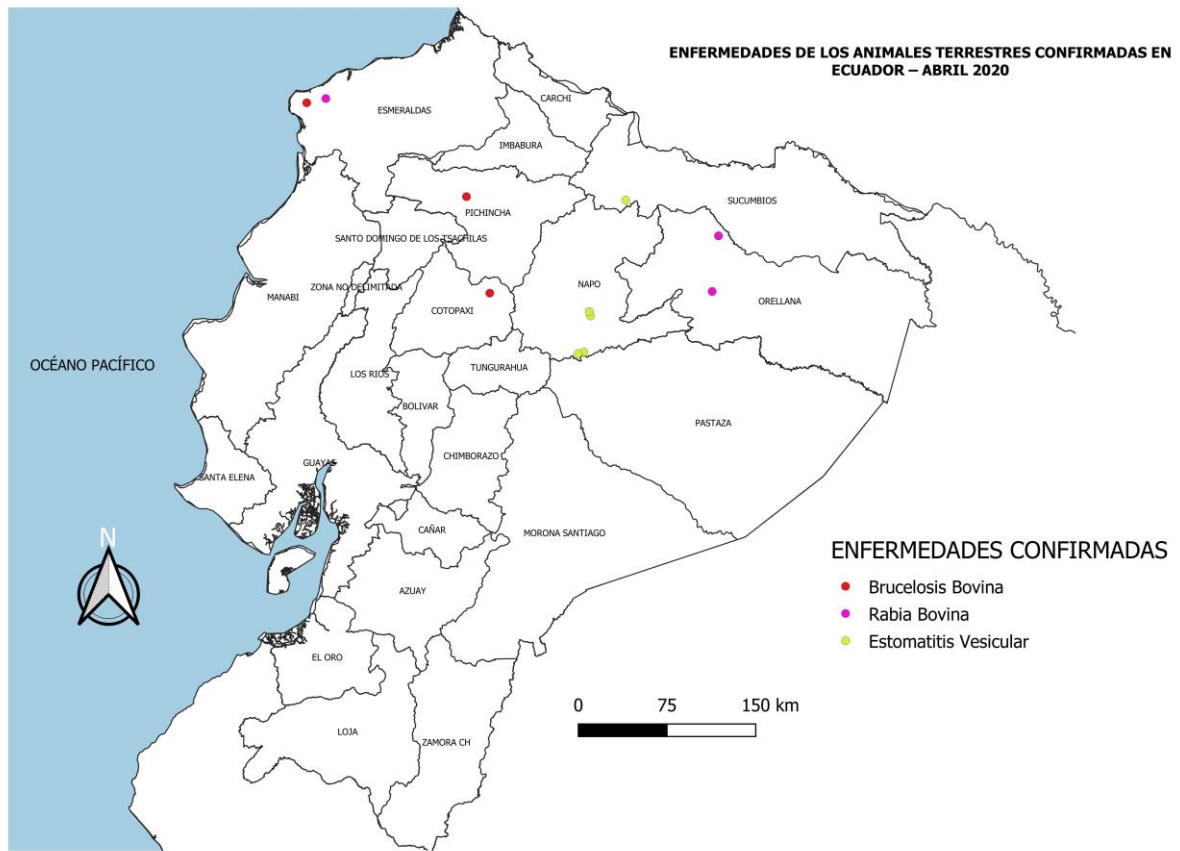 ENFERMEDADES DE LOS ANIMALES TERRESTRES CONFIRMADAS EN
ECUADOR – ABRIL 2020
CARCHI
ESMERALDAS
IMBABURA
SUCUMBIOS
PICHINCHA
SANTO DOMINGO DE LOS TSACHILAS
NAPO
ZONA NO DELIMITADA
MANABI
ORELLANA
COTOPAXI
OCÉANO PACÍFICO
TUNGURAHUA
LOS RIOS
BOLIVAR
PASTAZA
CHIMBORAZO
GUAYAS
SANTA ELENA
CAÑAR
MORONA SANTIAGO
N
AZUAY
EL ORO
LOJA
ZAMORA CH
ENFERMEDADES CONFIRMADAS
Brucelosis Bovina
Rabia Bovina
Estomatitis Vesicular
0 75 150 km